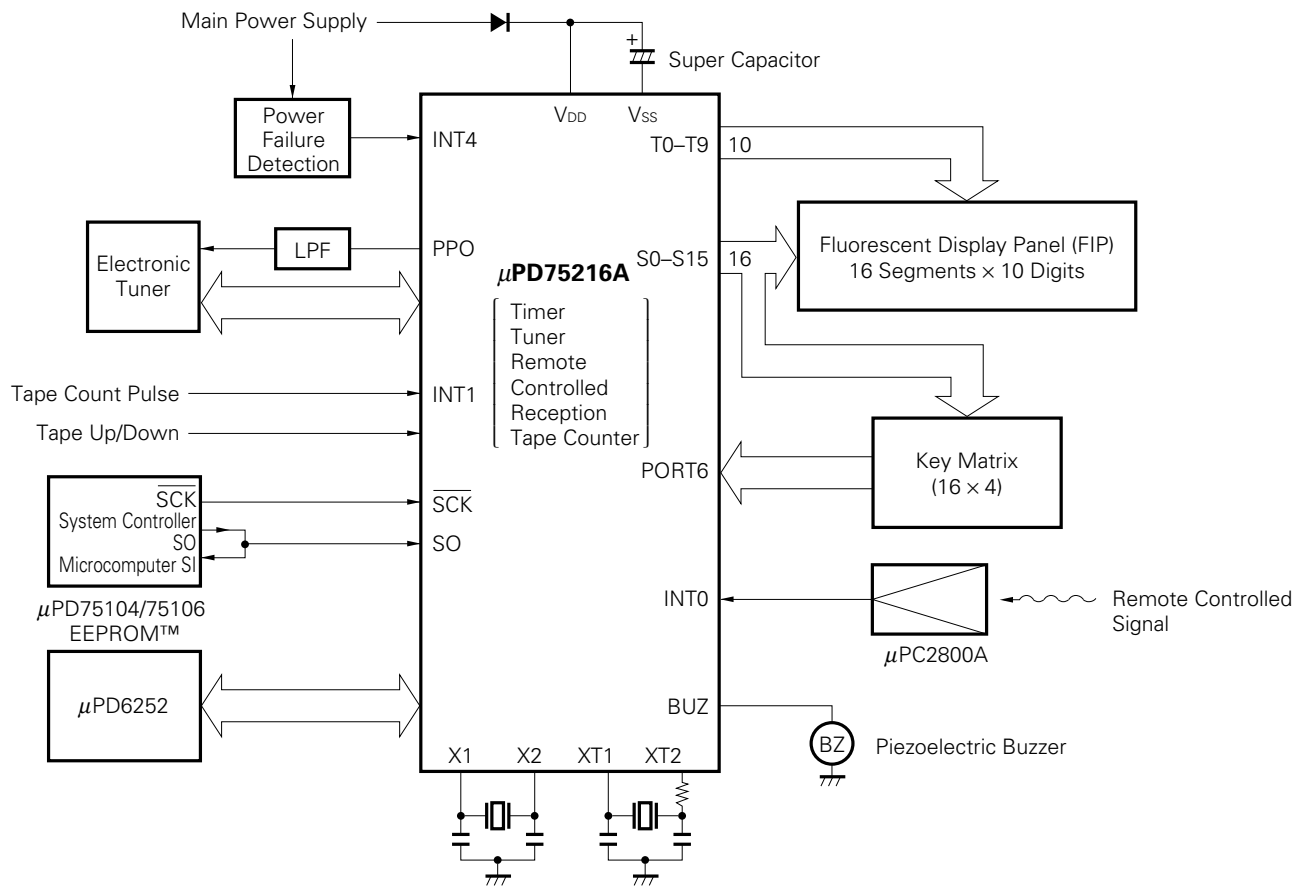 Main Power Supply
+
Super Capacitor
Power
Failure
Detection
INT4
VDD
VSS
T0–T9
10
Electronic
Tuner
LPF
PPO
S0–S15
16
Fluorescent Display Panel (FIP)
16 Segments × 10 Digits
μPD75216A
Timer
Tuner
Remote
Controlled
Reception
Tape Counter
Tape Count Pulse
INT1
Tape Up/Down
PORT6
Key Matrix
(16 × 4)
SCK
System Controller
SO
Microcomputer SI
SCK
SO
μPD75104/75106
EEPROM™
INT0
Remote Controlled
Signal
μPC2800A
μPD6252
BUZ
BZ
Piezoelectric Buzzer
X1
X2
XT1
XT2